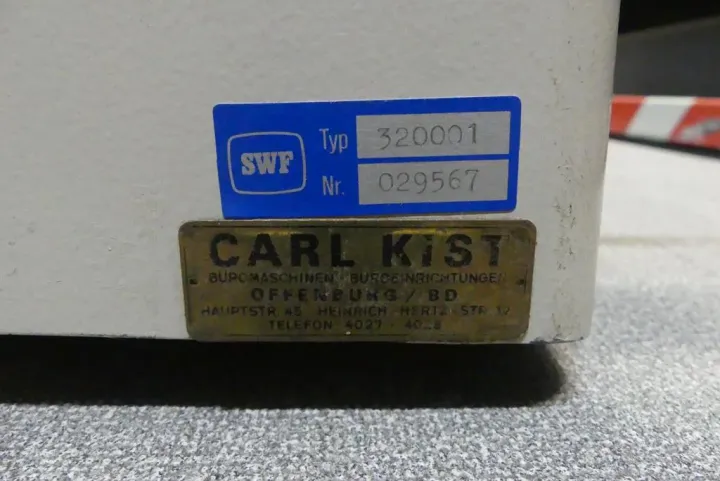 SWF
Typ 320001
Nr. 029567
CARL KIST
BÜROMASCHINEN · BÜROEINRICHTUNGEN
OFFENBURG / BD
HAUPTSTR 45 HEINRICH-HERTZ-STR 12
TELEFON 4027 - 4028